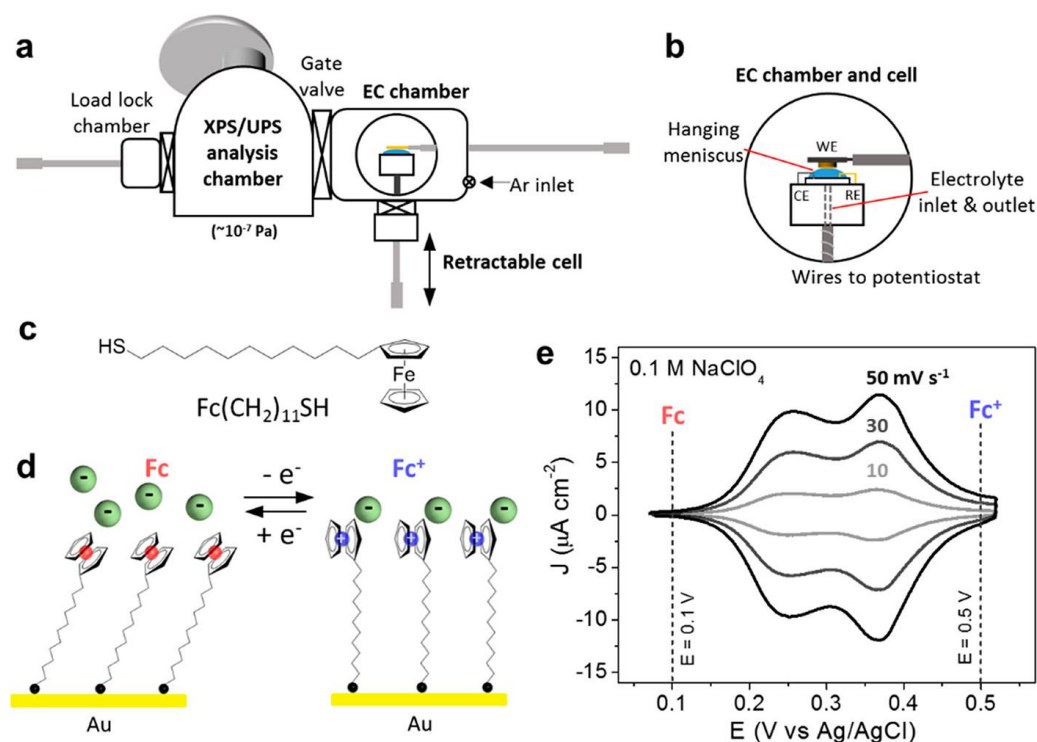 a
Load lock
chamber
XPS/UPS
analysis
chamber
(~10⁻⁷ Pa)
Gate
valve
EC chamber
Ar inlet
Retractable cell
b
EC chamber and cell
Hanging
meniscus
WE
CE
RE
Electrolyte
inlet & outlet
Wires to potentiostat
c
HS
Fe
Fc(CH₂)₁₁SH
d
Fc
- e⁻
+ e⁻
Fc⁺
-
-
-
-
-
-
-
+
+
+
Au
Au
e
0.1 M NaClO₄
50 mV s⁻¹
30
10
Fc
Fc⁺
E = 0.1 V
E = 0.5 V
15
10
5
0
-5
-10
-15
J (μA cm⁻²)
0.1 0.2 0.3 0.4 0.5
E (V vs Ag/AgCl)